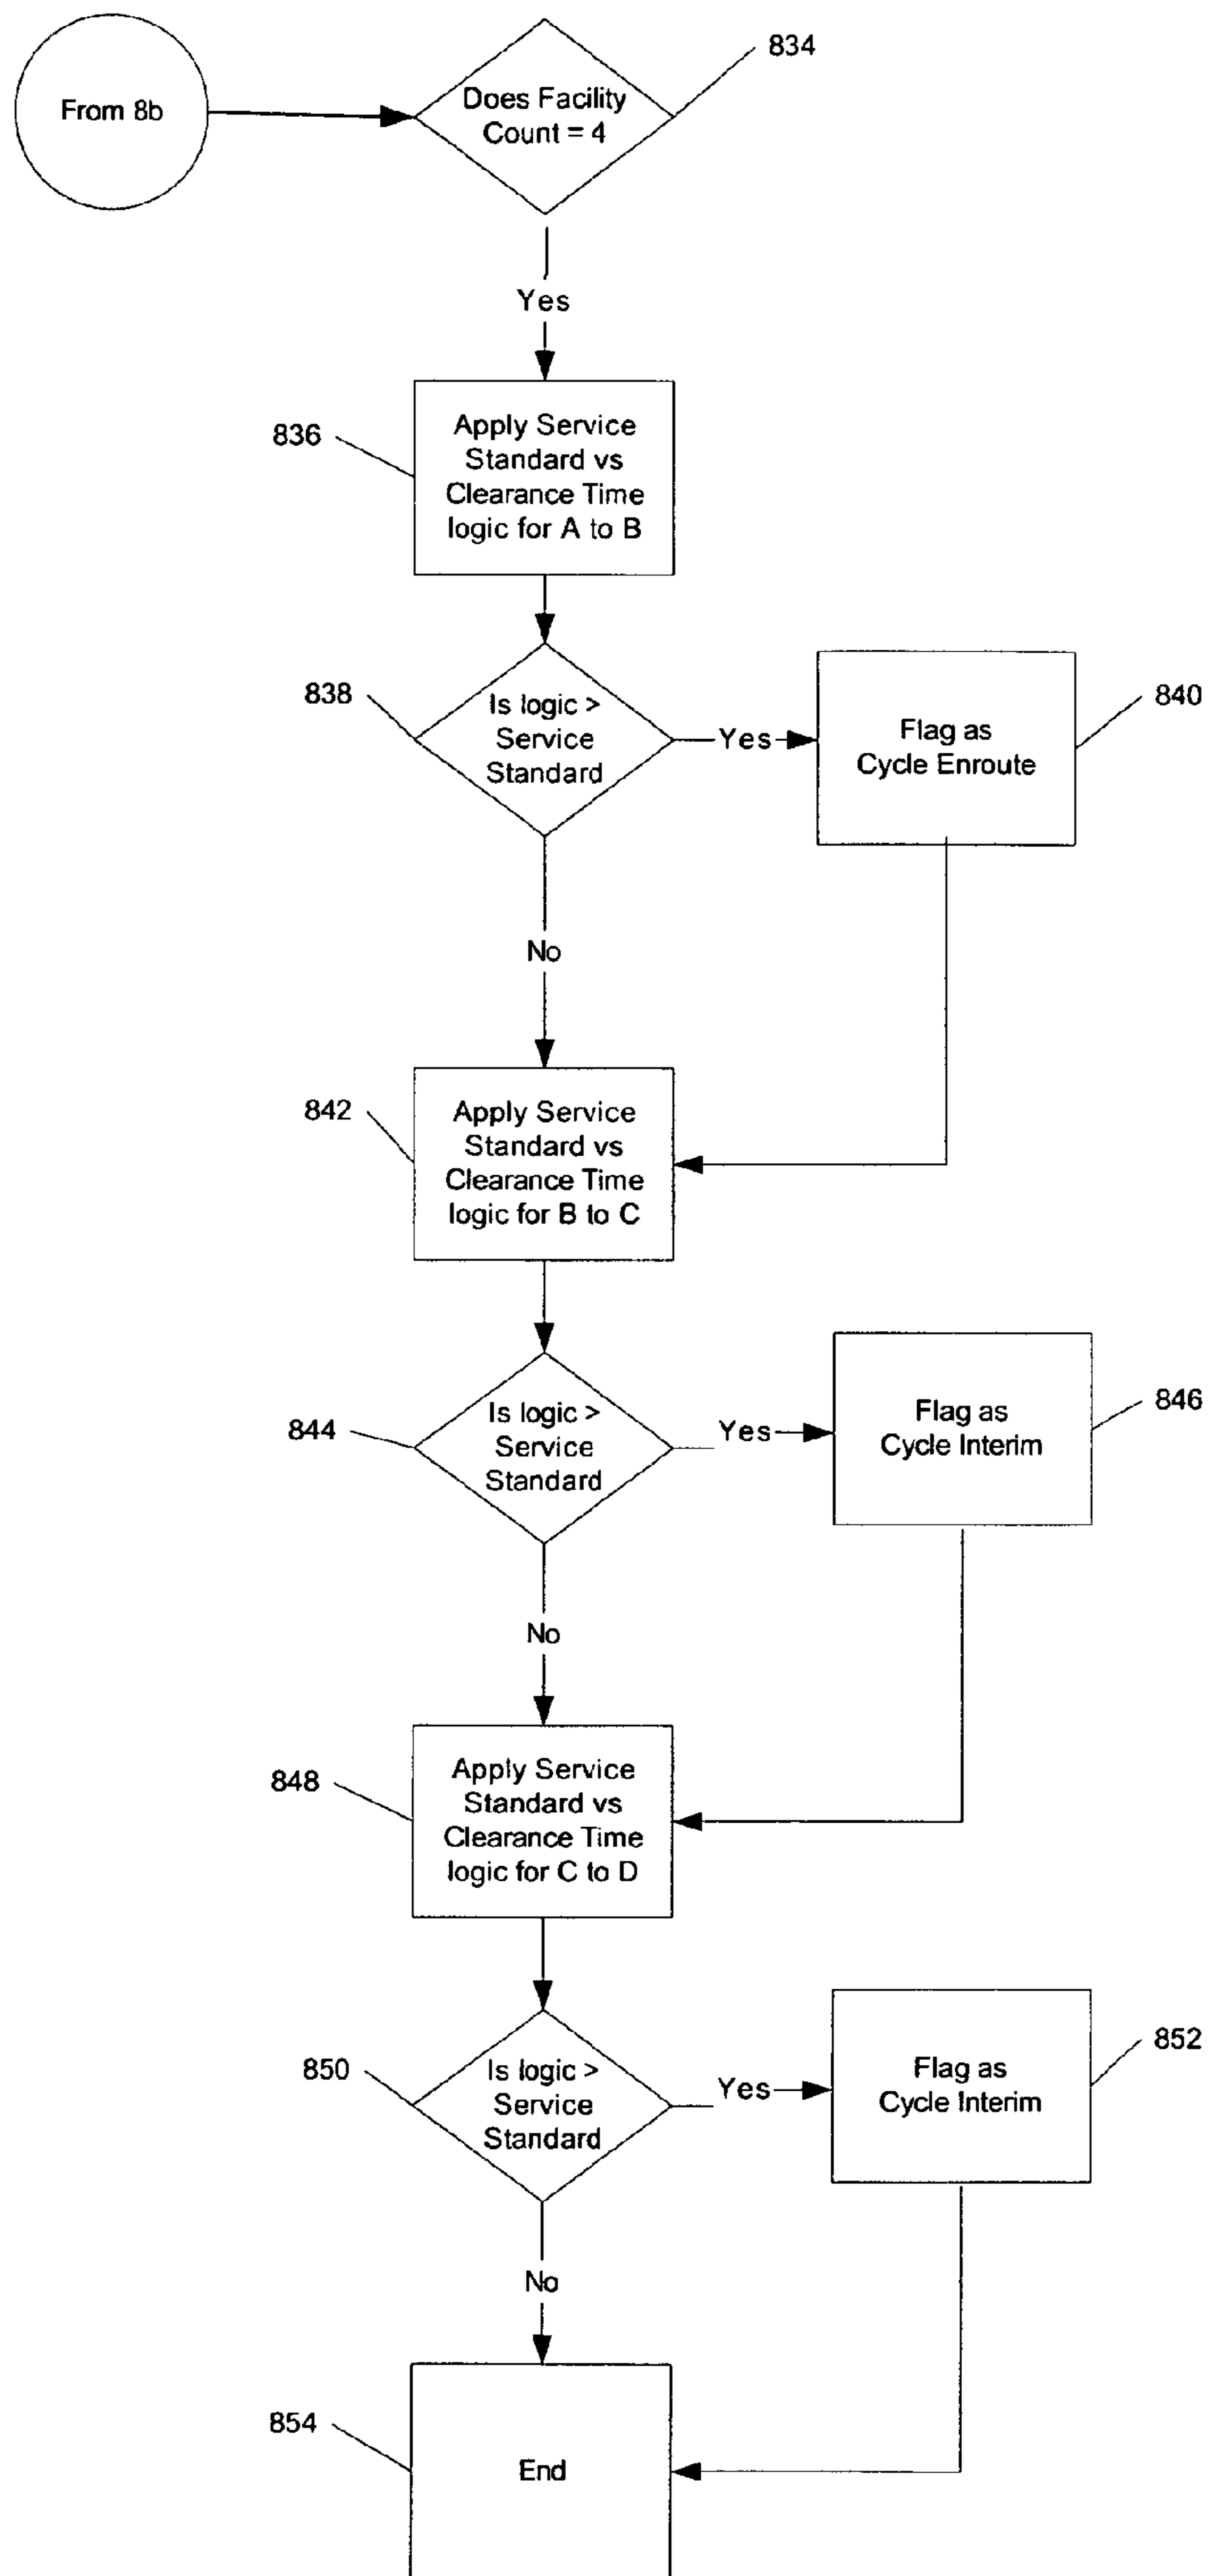 From 8b
Does Facility
Count = 4
834
Yes
836
Apply Service
Standard vs
Clearance Time
logic for A to B
838
Is logic >
Service
Standard
Yes
Flag as
Cycle Enroute
840
No
842
Apply Service
Standard vs
Clearance Time
logic for B to C
844
Is logic >
Service
Standard
Yes
Flag as
Cycle Interim
846
No
848
Apply Service
Standard vs
Clearance Time
logic for C to D
850
Is logic >
Service
Standard
Yes
Flag as
Cycle Interim
852
No
854
End